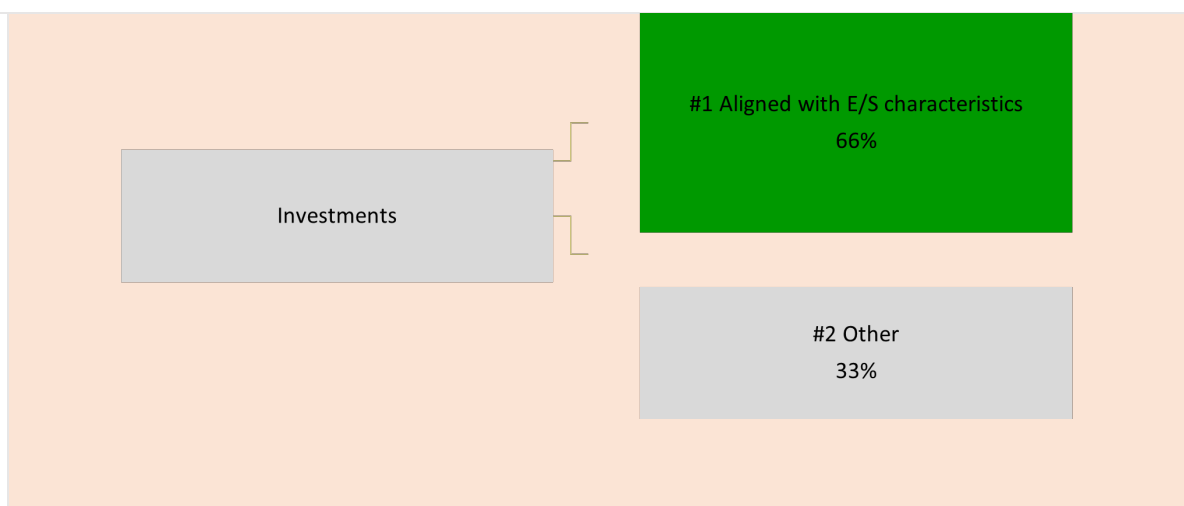 #1 Aligned with E/S characteristics
66%
Investments
#2 Other
33%